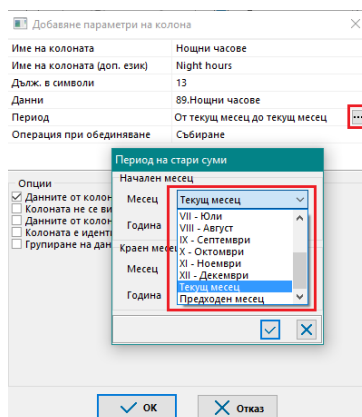 Добавяне параметри на колона
Име на колоната Нощни часове
Име на колоната (доп. език) Night hours
Дълж. в символи 13
Данни 89.Нощни часове
Период От текущ месец до текущ месец ...
Операция при обединяване Събиране
Период на стари суми
Начален месец
Месец Текущ месец
VII - Юли
VIII - Август
Година
IX - Септември
X - Октомври
XI - Ноември
XII - Декември
Текущ месец
Предходен месец
Месец
Година
Опции
Данните от колон
Колоната не се ви
Данните от колон
Колоната е иденти
Групиране на дан
OK
Отказ